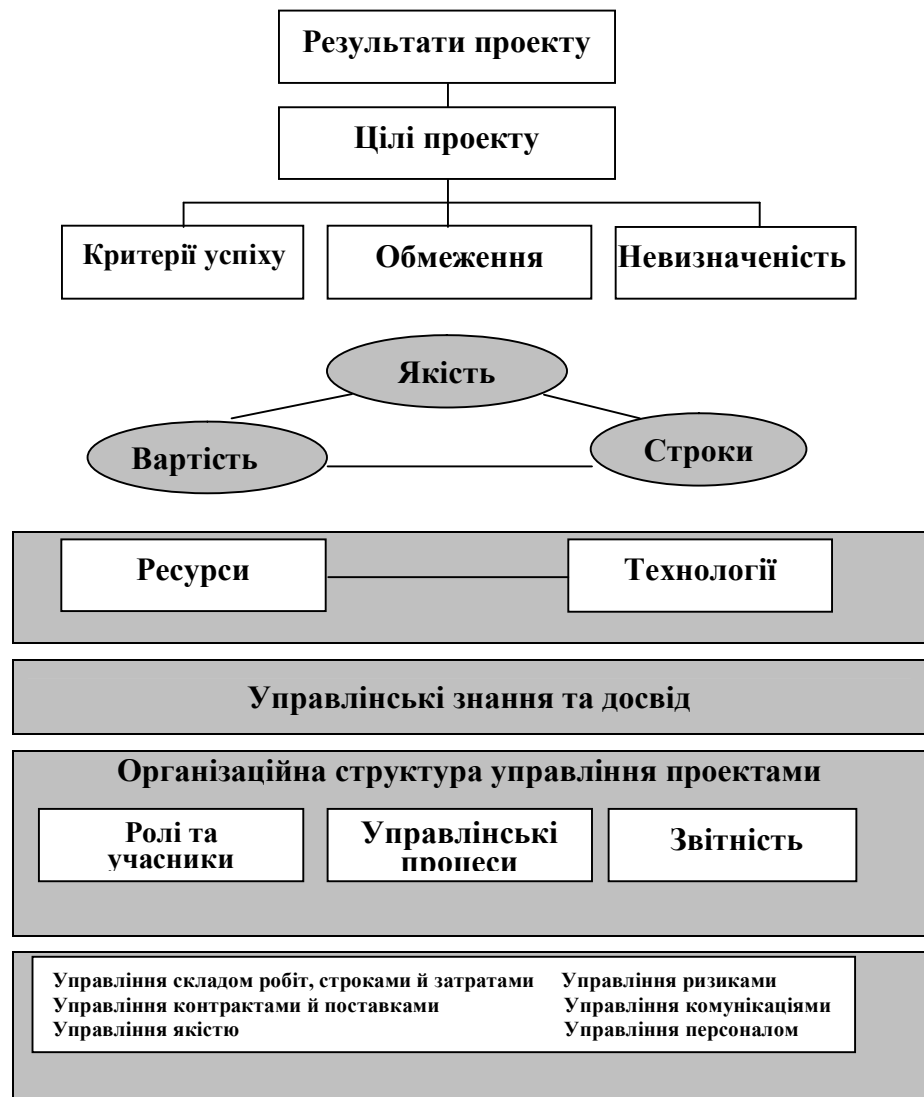 Результати проекту
Цілі проекту
Критерії успіху
Обмеження
Невизначеність
Якість
Вартість
Строки
Ресурси
Технології
Управлінські знання та досвід
Організаційна структура управління проектами
Ролі та
учасники
Управлінські
процеси
Звітність
Управління складом робіт, строками й затратами
Управління ризиками
Управління контрактами й поставками
Управління комунікаціями
Управління якістю
Управління персоналом